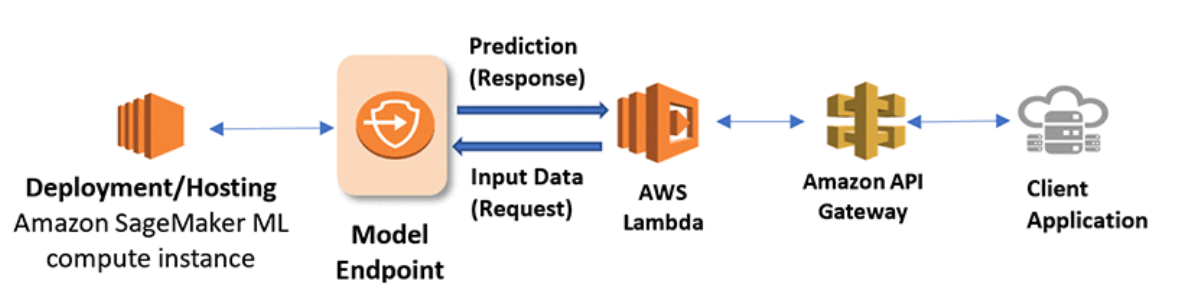 Prediction
(Response)
Input Data
(Request)
Deployment/Hosting
Amazon SageMaker ML
compute instance
Model
Endpoint
AWS
Lambda
Amazon API
Gateway
Client
Application